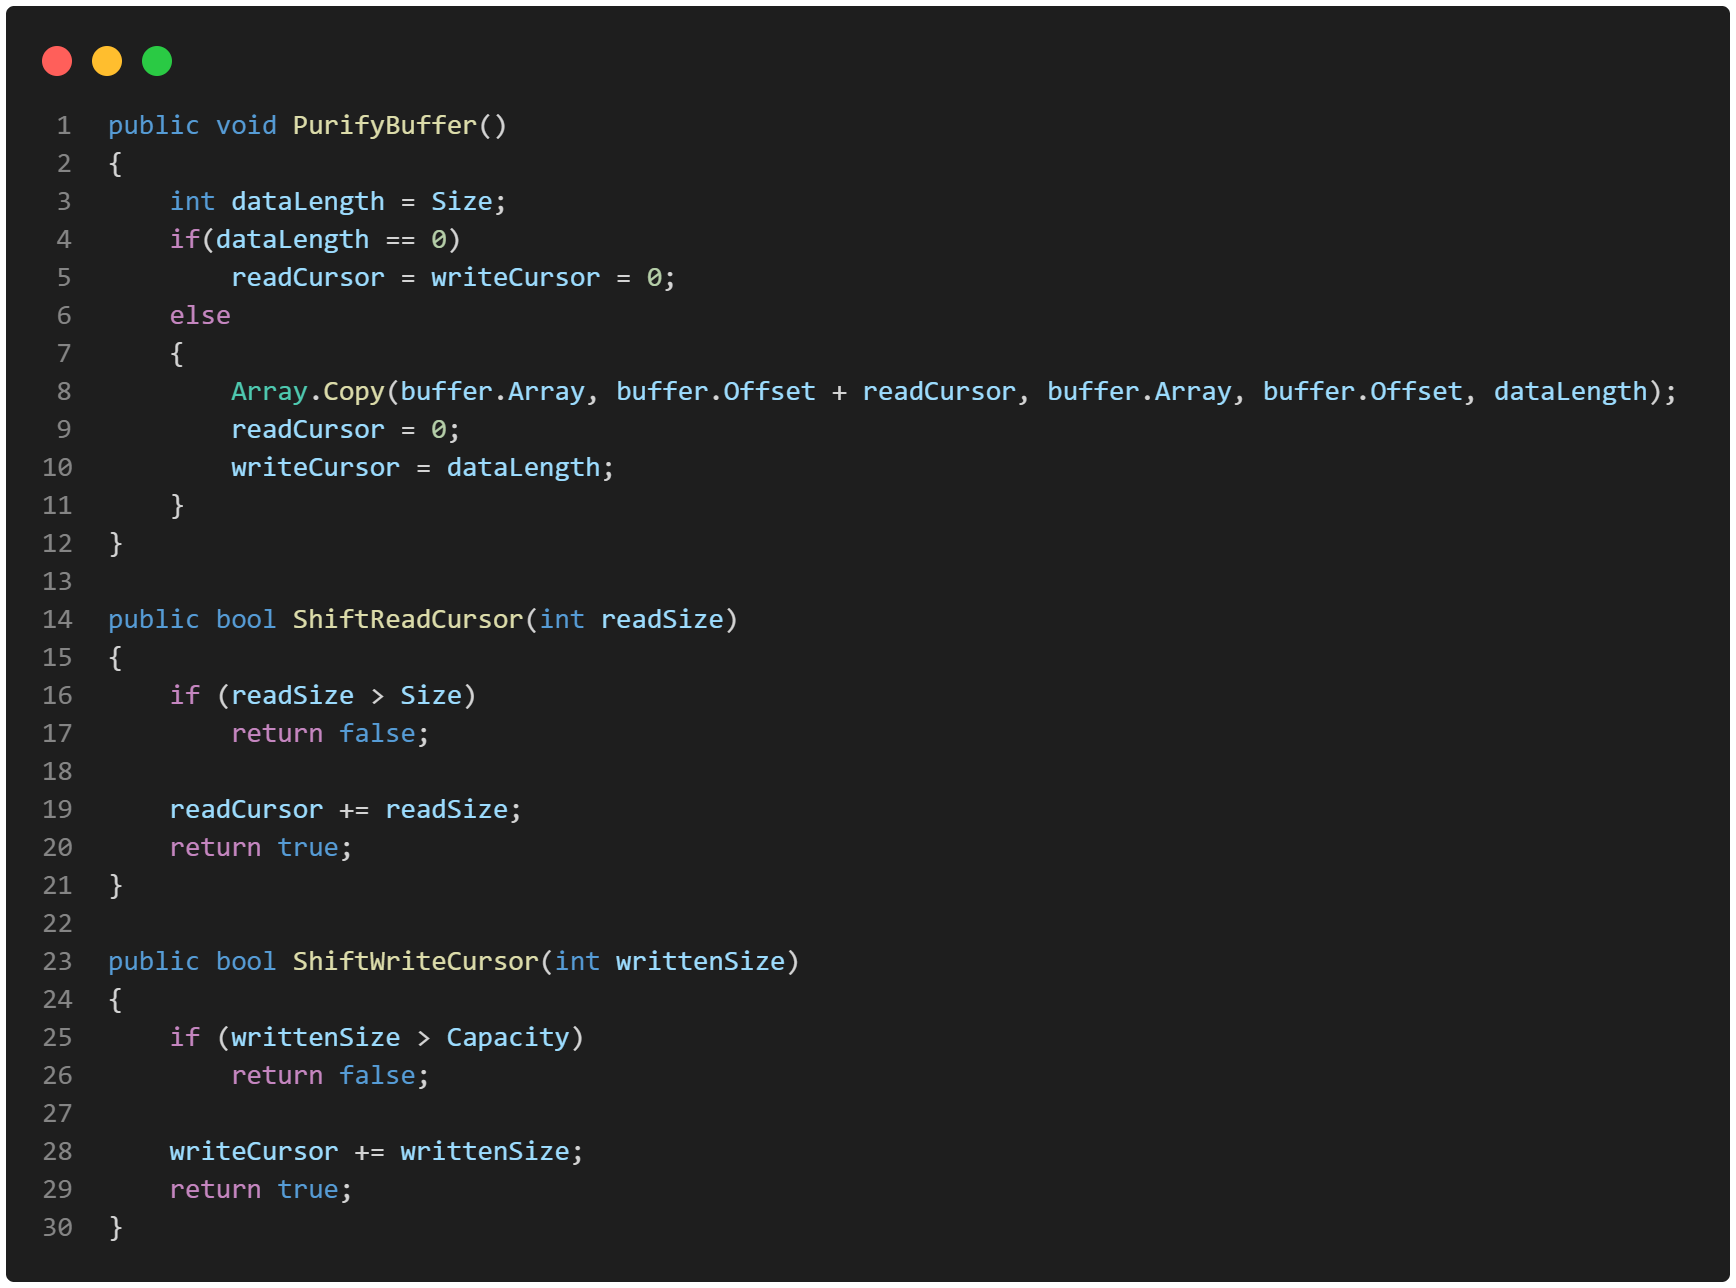 1 public void PurifyBuffer()
2 {
3     int dataLength = Size;
4     if(dataLength == 0)
5         readCursor = writeCursor = 0;
6     else
7     {
8         Array.Copy(buffer.Array, buffer.Offset + readCursor, buffer.Array, buffer.Offset, dataLength);
9         readCursor = 0;
10         writeCursor = dataLength;
11     }
12 }
13
14 public bool ShiftReadCursor(int readSize)
15 {
16     if (readSize > Size)
17         return false;
18
19     readCursor += readSize;
20     return true;
21 }
22
23 public bool ShiftWriteCursor(int writtenSize)
24 {
25     if (writtenSize > Capacity)
26         return false;
27
28     writeCursor += writtenSize;
29     return true;
30 }